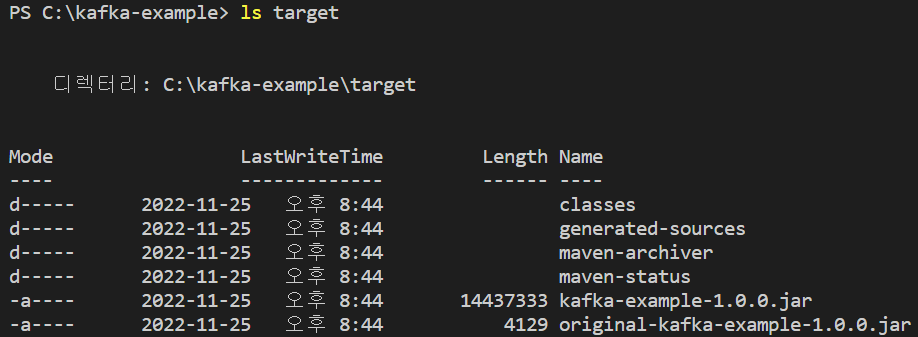 PS C:\kafka-example> ls target
디렉터리: C:\kafka-example\target
Mode LastWriteTime Length Name
---- ------------- ------ ----
d----- 2022-11-25 오후 8:44 classes
d----- 2022-11-25 오후 8:44 generated-sources
d----- 2022-11-25 오후 8:44 maven-archiver
d----- 2022-11-25 오후 8:44 maven-status
-a---- 2022-11-25 오후 8:44 14437333 kafka-example-1.0.0.jar
-a---- 2022-11-25 오후 8:44 4129 original-kafka-example-1.0.0.jar